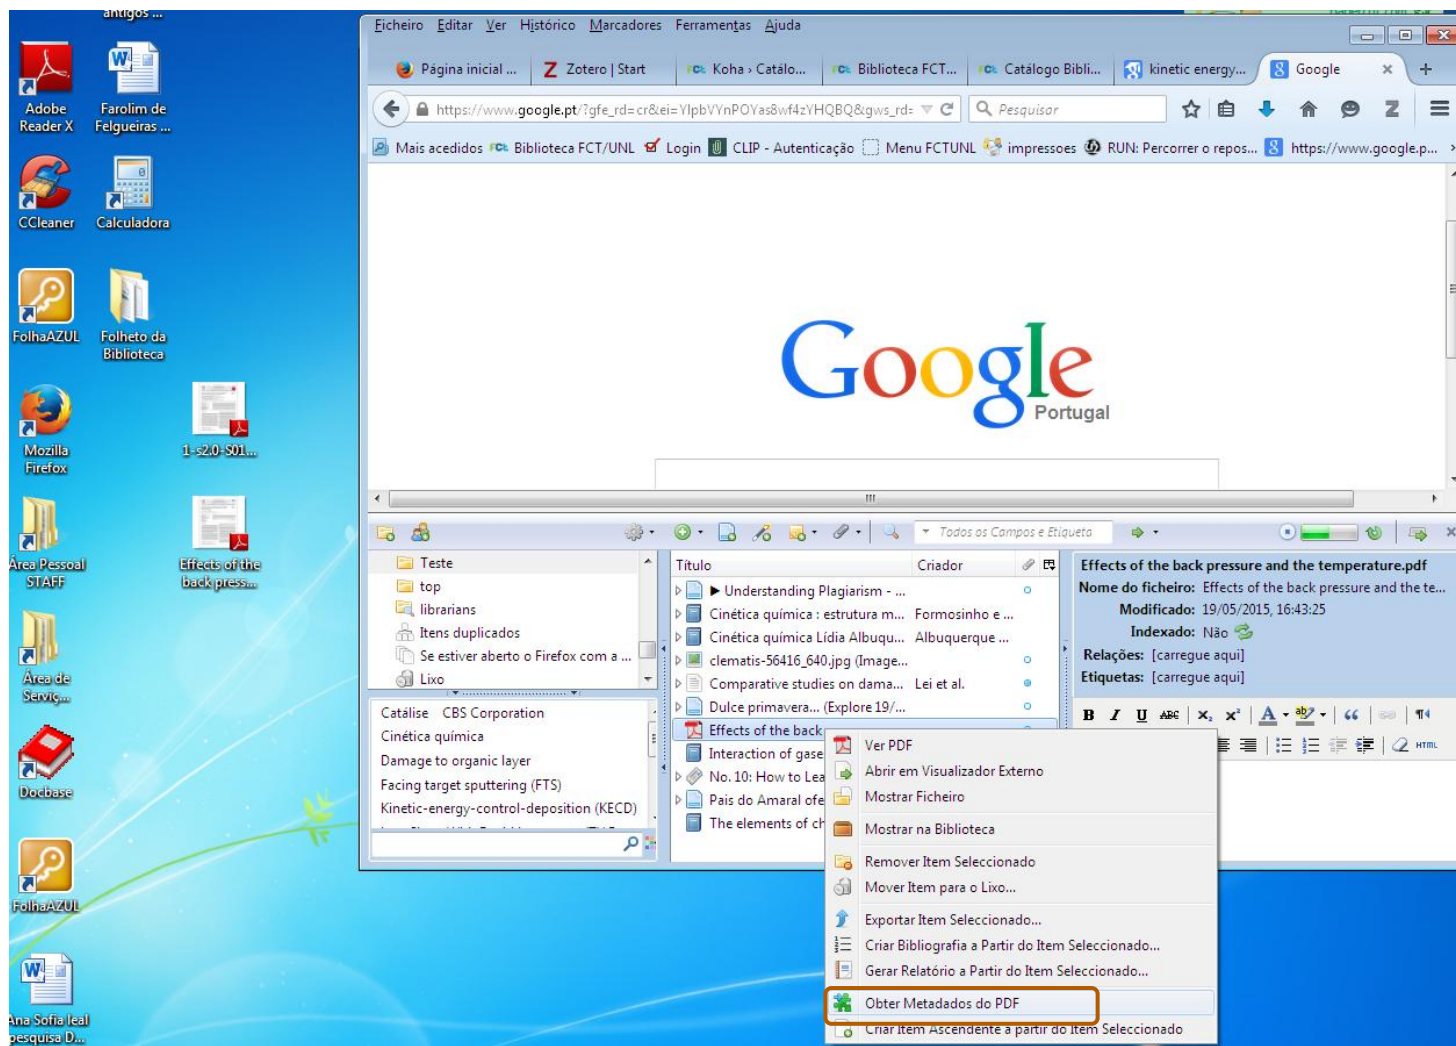 antigos ...
Adobe
Reader X
Farolim de
Felgueiras ...
CCleaner
Calculadora
FolhaAZUL
Folheto da
Biblioteca
Mozilla
Firefox
1-s2.0-S01...
Área Pessoal
STAFF
Effects of the
back press...
Área de
Serviç...
Docbase
FolhaAZUL
Ana Sofia leal
pesquisa D...
Ficheiro Editar Ver Histórico Marcadores Ferramentas Ajuda
Página inicial ... Zotero | Start Koha › Catálo... Biblioteca FCT... Catálogo Bibli... kinetic energy... Google
https://www.google.pt/?gfe_rd=cr&ei=YIpbVYnPOYas8wf4zYHQBQ&gws_rd= Pesquisar
Mais acedidos Biblioteca FCT/UNL Login CLIP - Autenticação Menu FCTUNL impressoes RUN: Percorrer o repos... https://www.google.p...
Google
Portugal
Todos os Campos e Etiqueta
Teste
top
librarians
Itens duplicados
Se estiver aberto o Firefox com a ...
Lixo
Catálise CBS Corporation
Cinética química
Damage to organic layer
Facing target sputtering (FTS)
Kinetic-energy-control-deposition (KECD)
Título Criador
▶ Understanding Plagiarism - ...
Cinética química : estrutura m... Formosinho e ...
Cinética química Lídia Albuqu... Albuquerque ...
clematis-56416_640.jpg (Image...
Comparative studies on dama... Lei et al.
Dulce primavera... (Explore 19/...
Effects of the back
Interaction of gase
No. 10: How to Lea
Pais do Amaral ofe
The elements of ch
Effects of the back pressure and the temperature.pdf
Nome do ficheiro: Effects of the back pressure and the te...
Modificado: 19/05/2015, 16:43:25
Indexado: Não
Relações: [carregue aqui]
Etiquetas: [carregue aqui]
B I U ABC x₂ x² A ab HTML
Ver PDF
Abrir em Visualizador Externo
Mostrar Ficheiro
Mostrar na Biblioteca
Remover Item Seleccionado
Mover Item para o Lixo...
Exportar Item Seleccionado...
Criar Bibliografia a Partir do Item Seleccionado...
Gerar Relatório a Partir do Item Seleccionado...
Obter Metadados do PDF
Criar Item Ascendente a partir do Item Seleccionado